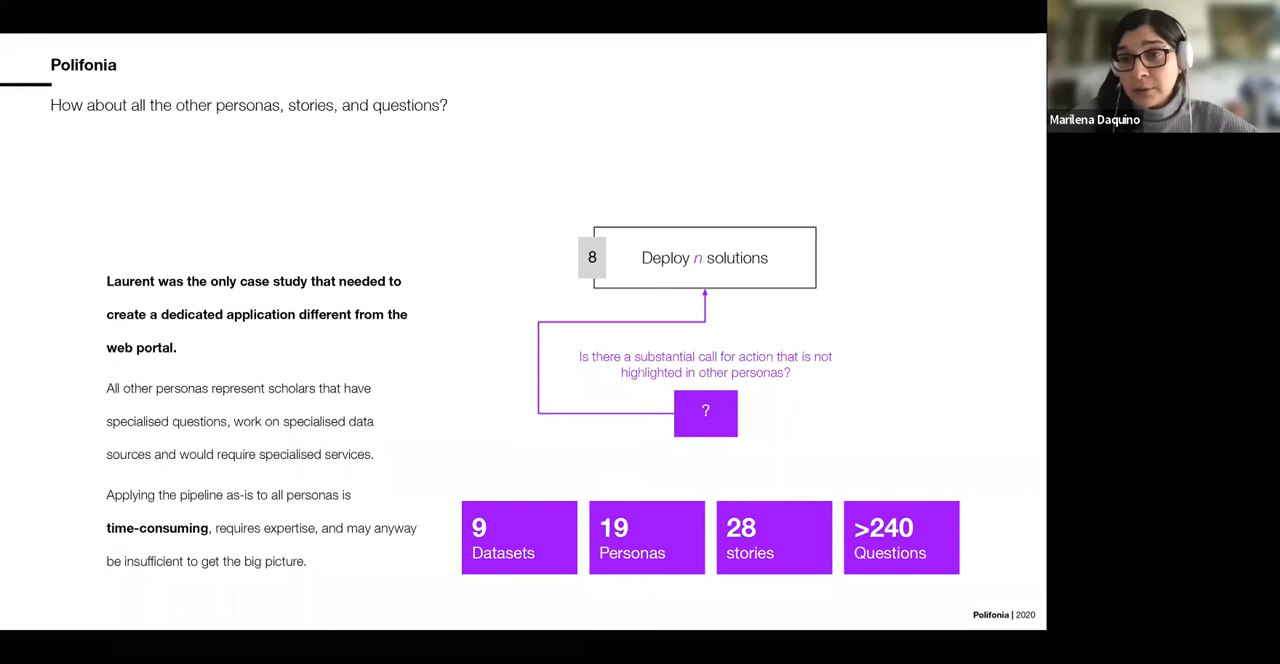 Polifonia
How about all the other personas, stories, and questions?
Marilena Daquino
8
Deploy n solutions
Laurent was the only case study that needed to
create a dedicated application different from the
web portal.
All other personas represent scholars that have
specialised questions, work on specialised data
sources and would require specialised services.
Applying the pipeline as-is to all personas is
time-consuming, requires expertise, and may anyway
be insufficient to get the big picture.
Is there a substantial call for action that is not
highlighted in other personas?
?
9
Datasets
19
Personas
28
stories
>240
Questions
Polifonia | 2020